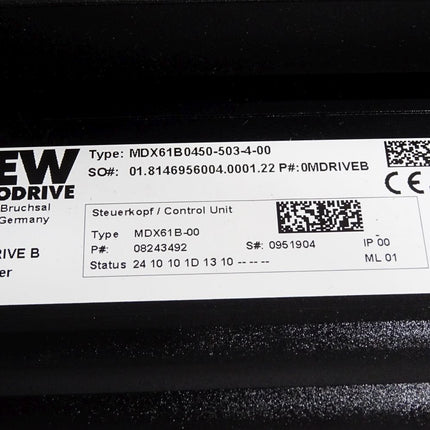 EW
ODRIVE
Bruchsal
Germany
RIVE B
er
Type: MDX61B0450-503-4-00
SO#: 01.8146956004.0001.22 P#:0MDRIVEB
CE
Steuerkopf / Control Unit
Type MDX61B-00
P#: 08243492 S#: 0951904 IP 00
Status 24 10 10 1D 13 10 -- -- -- ML 01